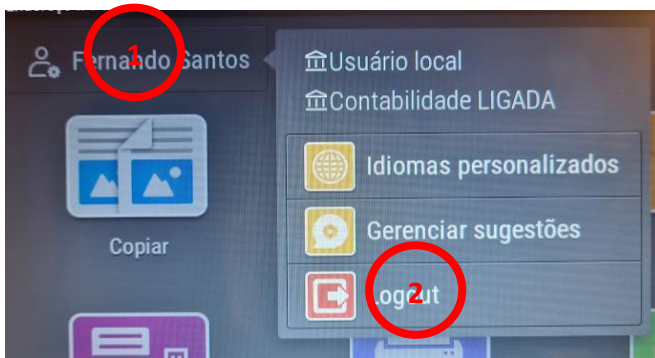 1
Fernando Santos
Usuário local
Contabilidade LIGADA
Idiomas personalizados
Copiar
Gerenciar sugestões
2
Logout